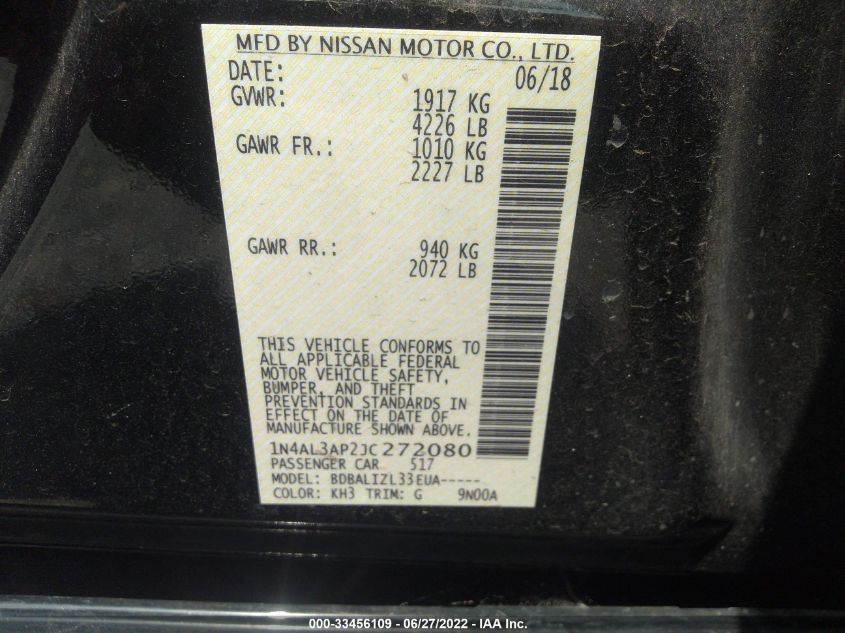 MFD BY NISSAN MOTOR CO., LTD.
DATE: 06/18
GVWR: 1917 KG
4226 LB
GAWR FR.: 1010 KG
2227 LB
GAWR RR.: 940 KG
2072 LB
THIS VEHICLE CONFORMS TO
ALL APPLICABLE FEDERAL
MOTOR VEHICLE SAFETY,
BUMPER, AND THEFT
PREVENTION STANDARDS IN
EFFECT ON THE DATE OF
MANUFACTURE SHOWN ABOVE.
1N4AL3AP2JC272080
PASSENGER CAR 517
MODEL: BDBALIZL33EUA-----
COLOR: KH3 TRIM: G 9N00A
000-33456109 - 06/27/2022 - IAA Inc.